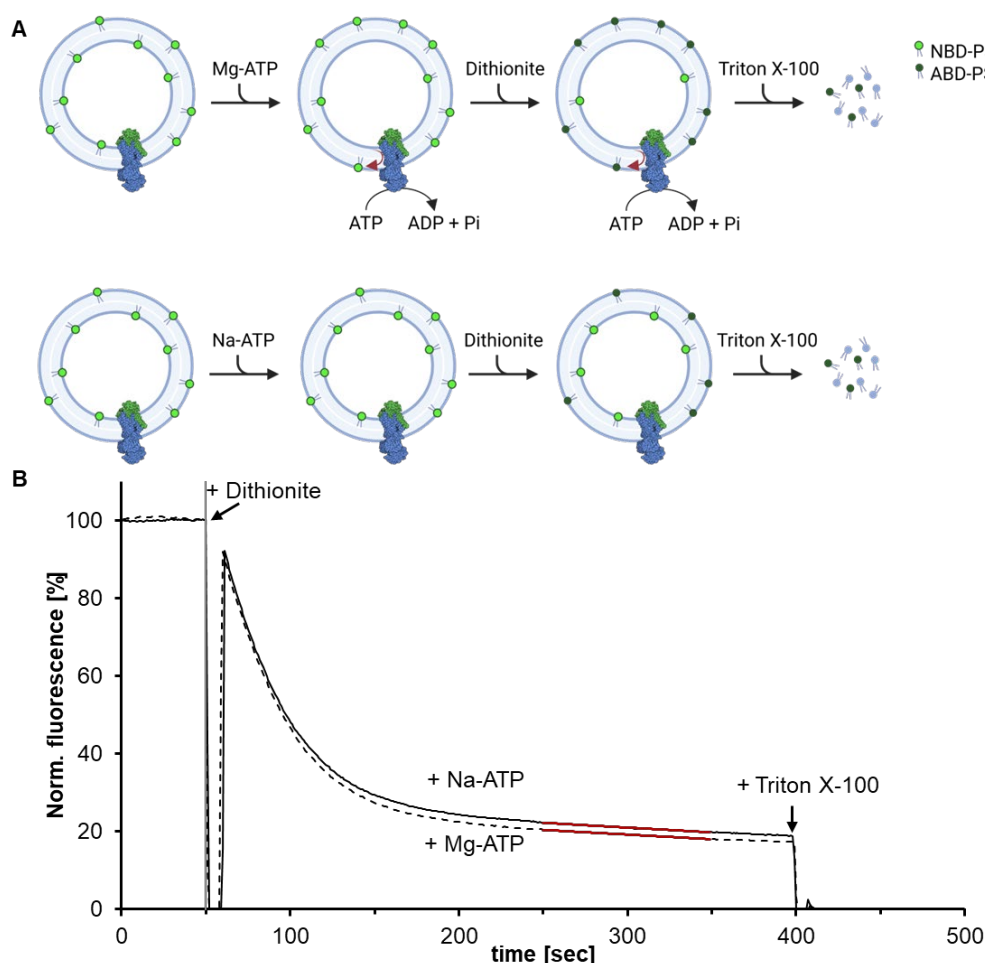 A
Mg-ATP
Dithionite
Triton X-100
NBD-P
ABD-P
ATP
ADP + Pi
ATP
ADP + Pi
Na-ATP
Dithionite
Triton X-100
B
+ Dithionite
+ Na-ATP
+ Mg-ATP
+ Triton X-100
Norm. fluorescence [%]
100
80
60
40
20
0
0
100
200
300
400
500
time [sec]